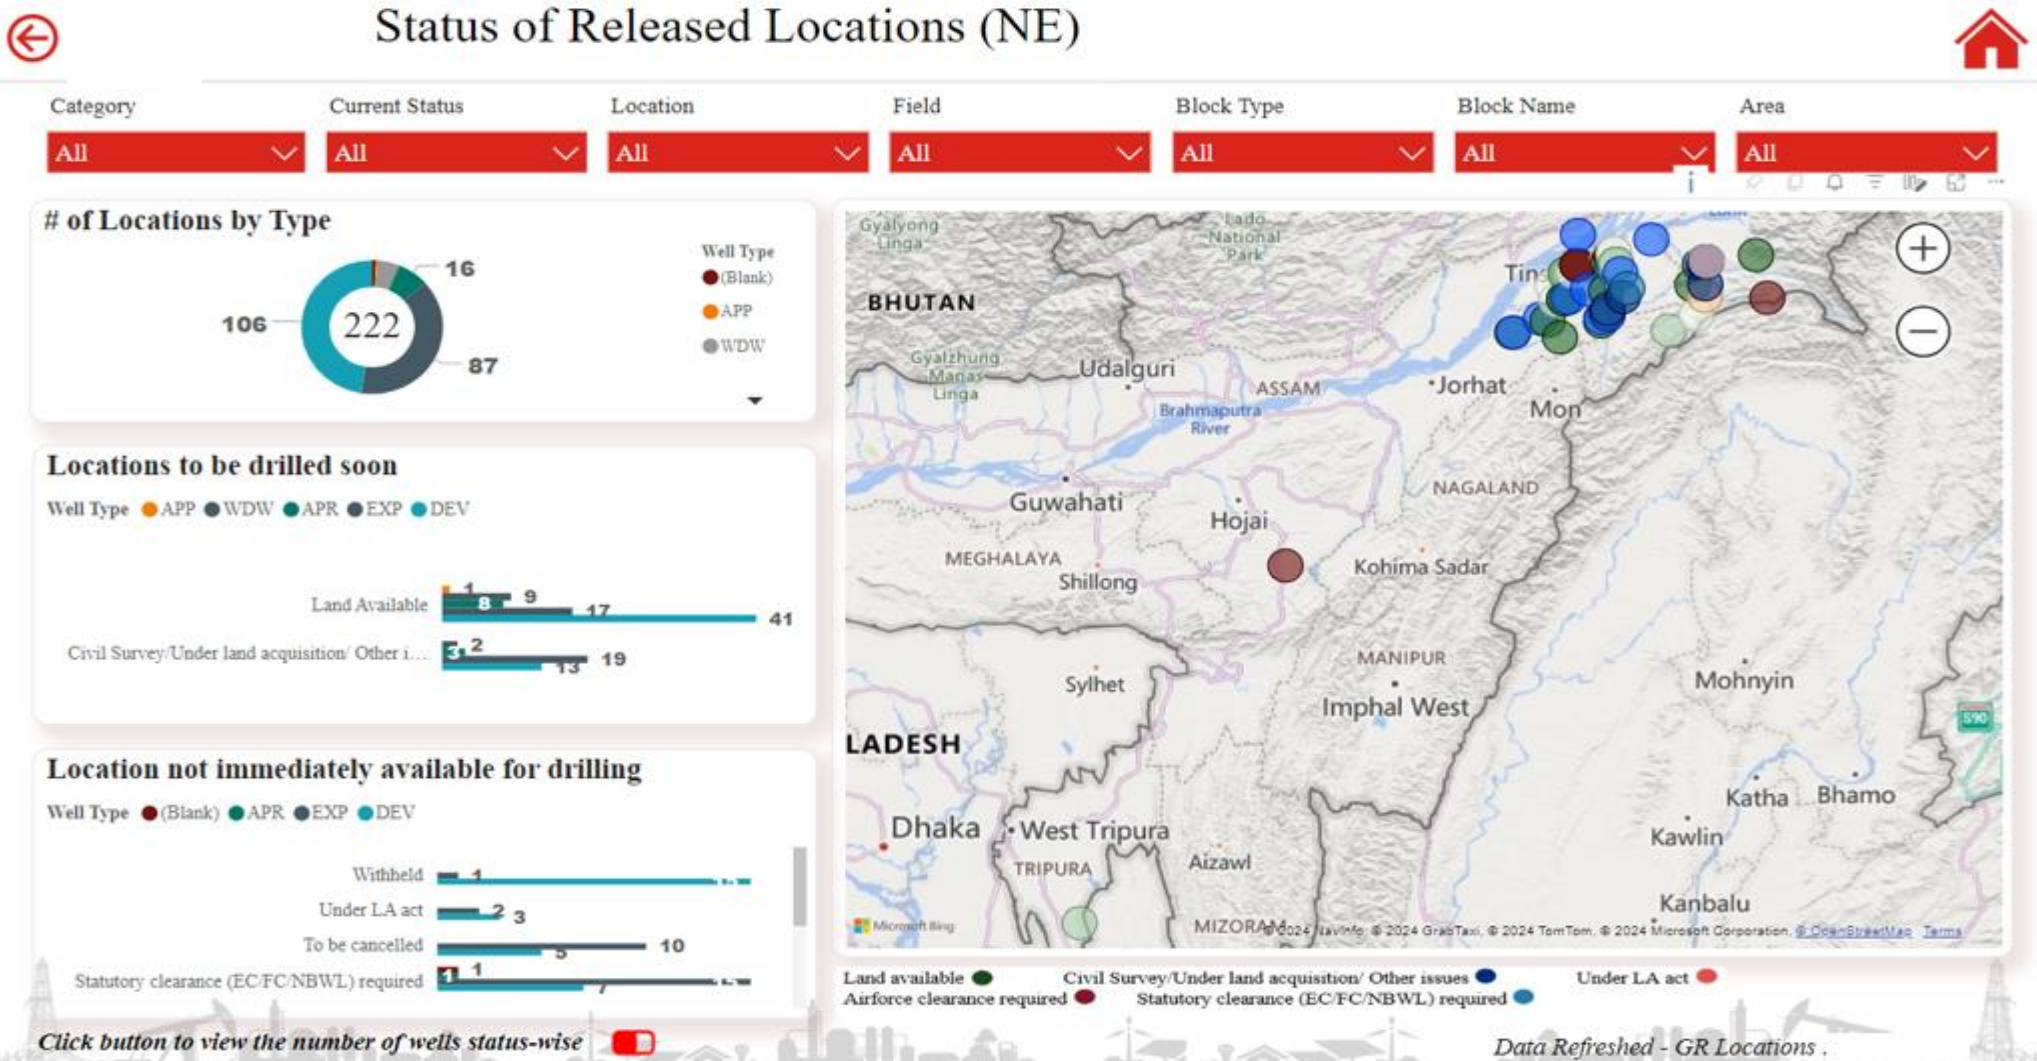 Status of Released Locations (NE)
Category
Current Status
Location
Field
Block Type
Block Name
Area
All
All
All
All
All
All
All
i
# of Locations by Type
16
106
222
87
Well Type
(Blank)
APP
WDW
Locations to be drilled soon
Well Type APP WDW APR EXP DEV
Land Available
1
9
8
17
41
Civil Survey/Under land acquisition/ Other i...
2
3
19
13
Location not immediately available for drilling
Well Type (Blank) APR EXP DEV
Withheld
1
Under LA act
2
3
To be cancelled
10
5
Statutory clearance (EC/FC/NBWL) required
1
1
7
Click button to view the number of wells status-wise
Gyalyong
Linga
Lado
National
Park
BHUTAN
Gyalzhung
Manas
Linga
Udalguri
ASSAM
Brahmaputra
River
Jorhat
Mon
Guwahati
Hojai
NAGALAND
MEGHALAYA
Shillong
Kohima Sadar
MANIPUR
Sylhet
Imphal West
Mohnyin
LADESH
S90
Katha
Bhamo
Dhaka
West Tripura
Kawlin
TRIPURA
Aizawl
Kanbalu
Microsoft Bing
MIZORAM
2024 NavInfo, © 2024 GrabTaxi, © 2024 TomTom, © 2024 Microsoft Corporation, © OpenStreetMap Terms
Land available
Civil Survey/Under land acquisition/ Other issues
Under LA act
Airforce clearance required
Statutory clearance (EC/FC/NBWL) required
Data Refreshed - GR Locations .